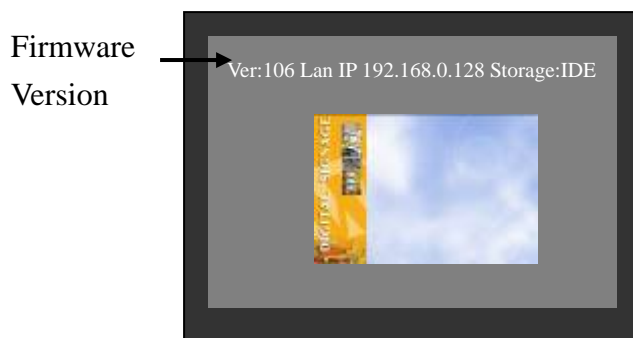 Firmware
Version
Ver:106 Lan IP 192.168.0.128 Storage:IDE
DIGITAL SIGNAGE